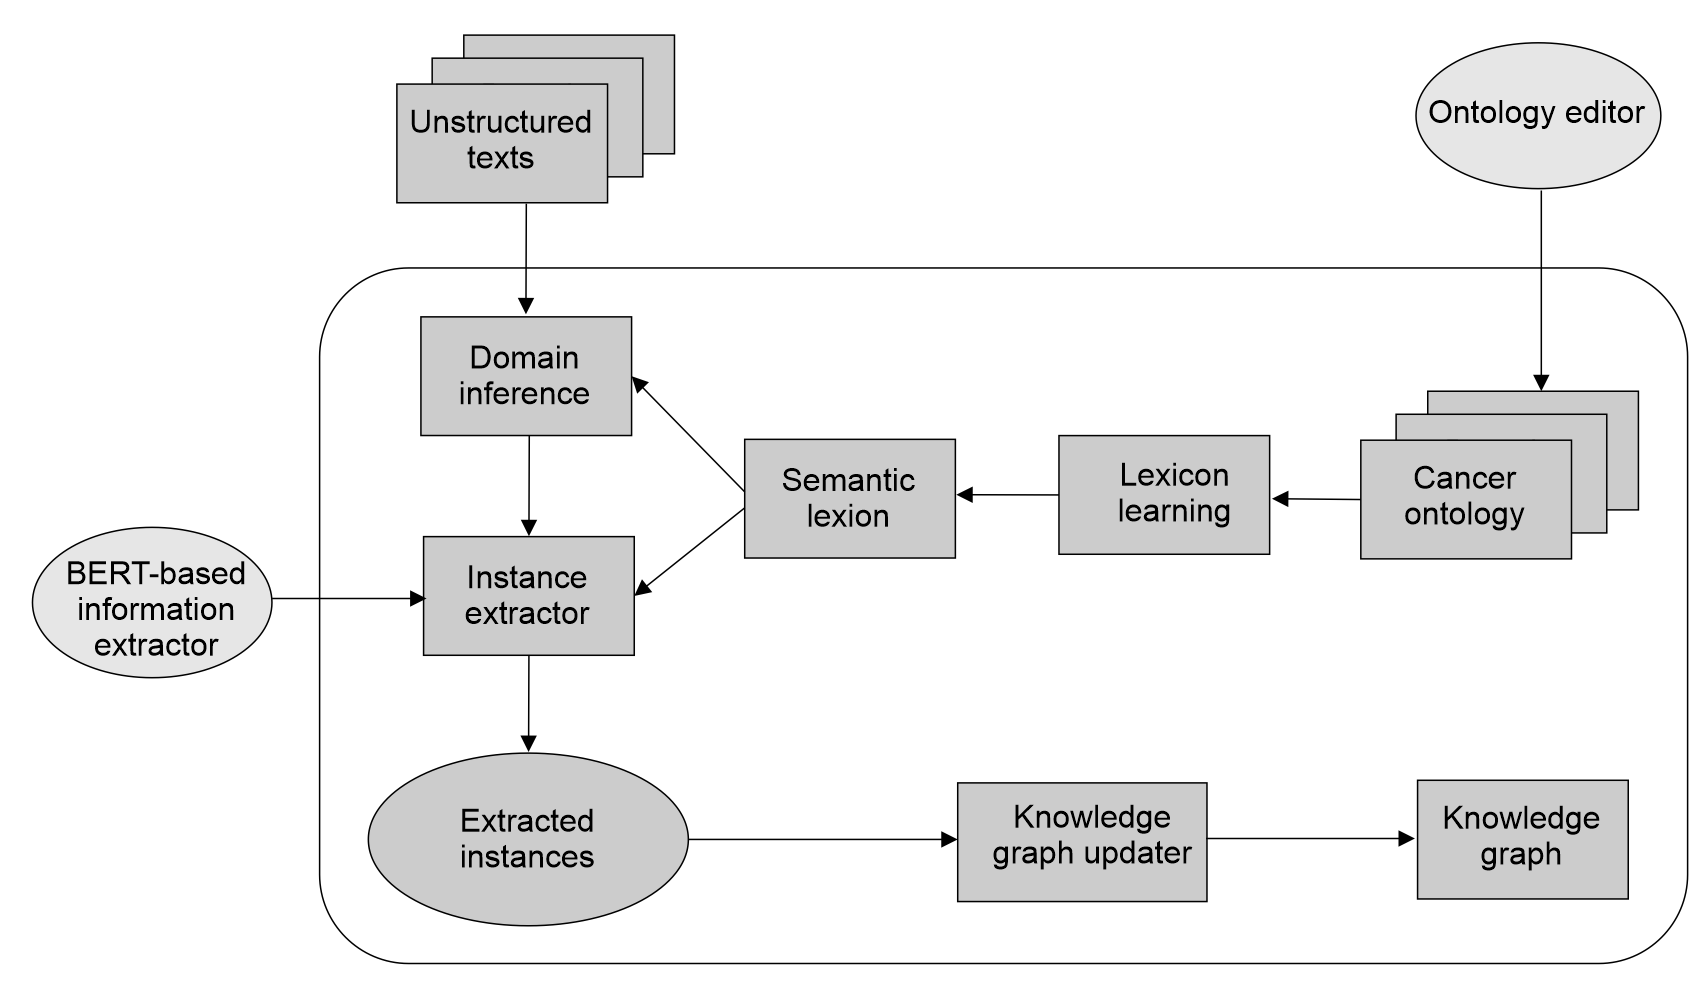 Unstructured
texts
Ontology editor
Domain
inference
Semantic
lexion
Lexicon
learning
Cancer
ontology
BERT-based
information
extractor
Instance
extractor
Extracted
instances
Knowledge
graph updater
Knowledge
graph